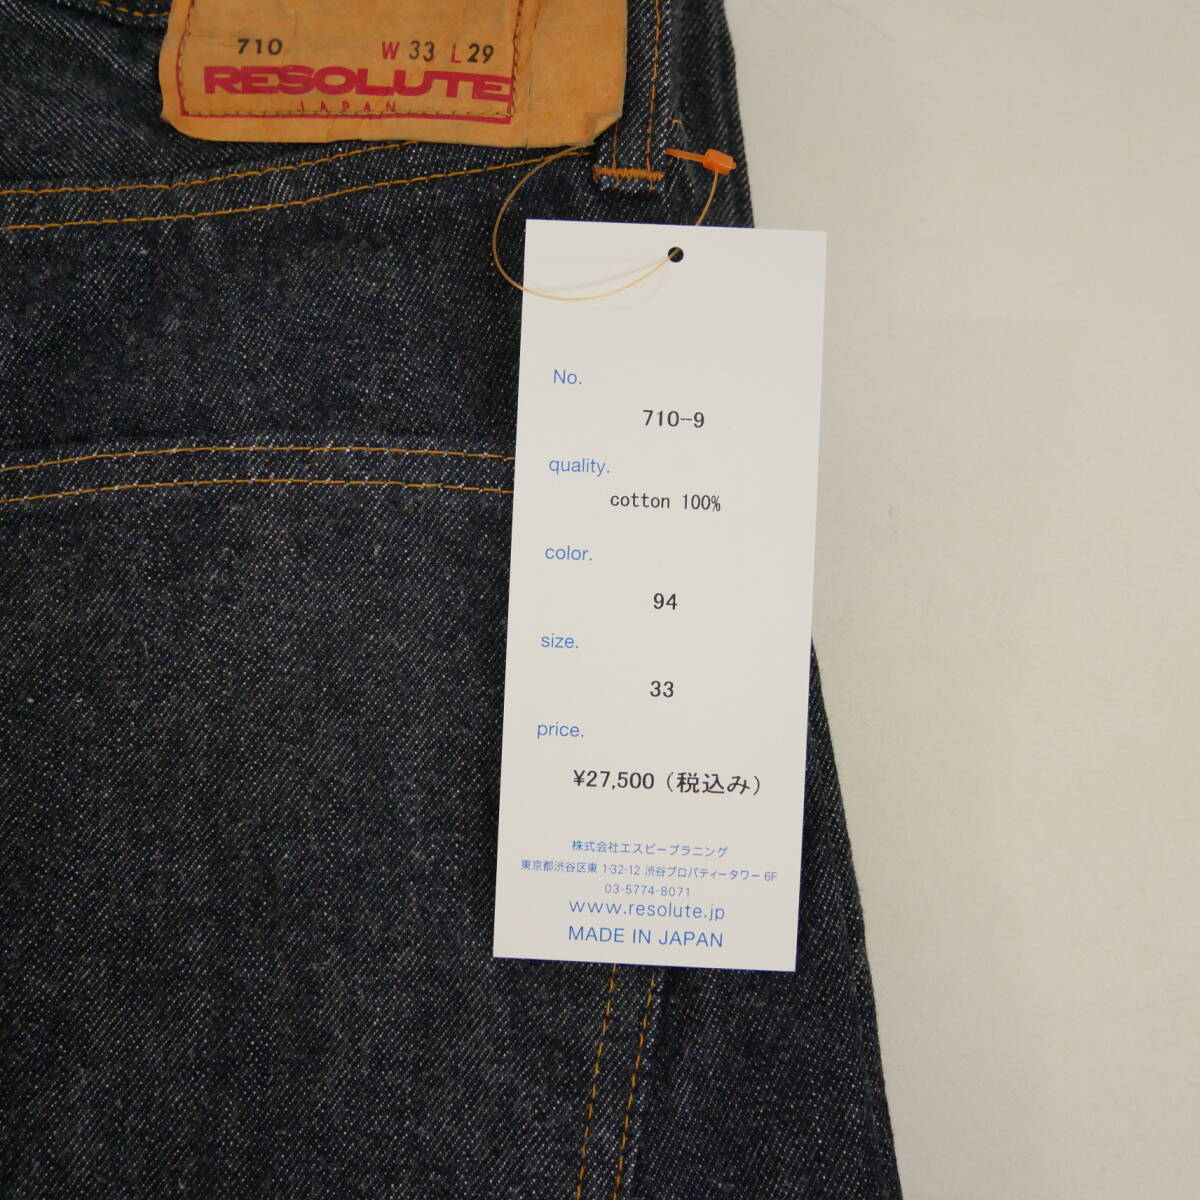 710 W 33 L 29
RESOLUTE
JAPAN
No.
710-9
quality.
cotton 100%
color.
94
size.
33
price.
¥27,500(税込み)
株式会社エスビープラニング
東京都渋谷区東 1-32-12 渋谷プロパティータワー 6F
03-5774-8071
www.resolute.jp
MADE IN JAPAN